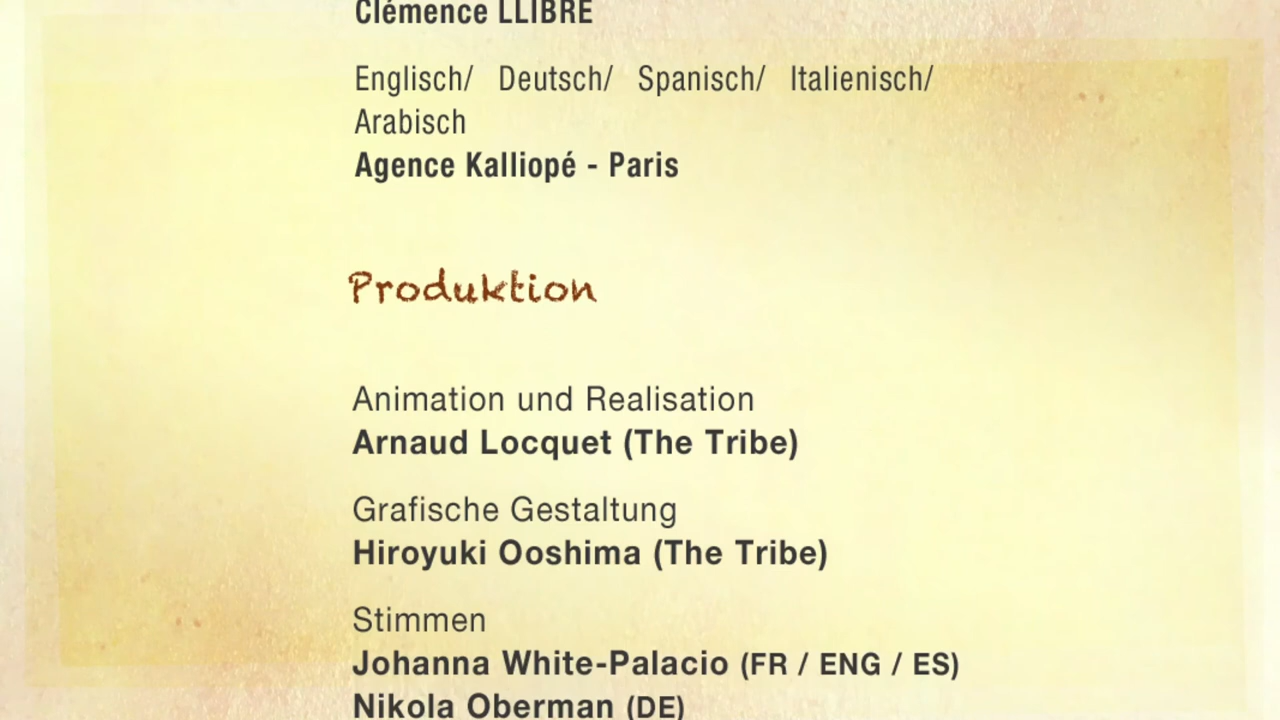 Clémence LLIBRE
Englisch/ Deutsch/ Spanisch/ Italienisch/
Arabisch
Agence Kalliopé - Paris
Produktion
Animation und Realisation
Arnaud Locquet (The Tribe)
Grafische Gestaltung
Hiroyuki Ooshima (The Tribe)
Stimmen
Johanna White-Palacio (FR / ENG / ES)
Nikola Oberman (DE)